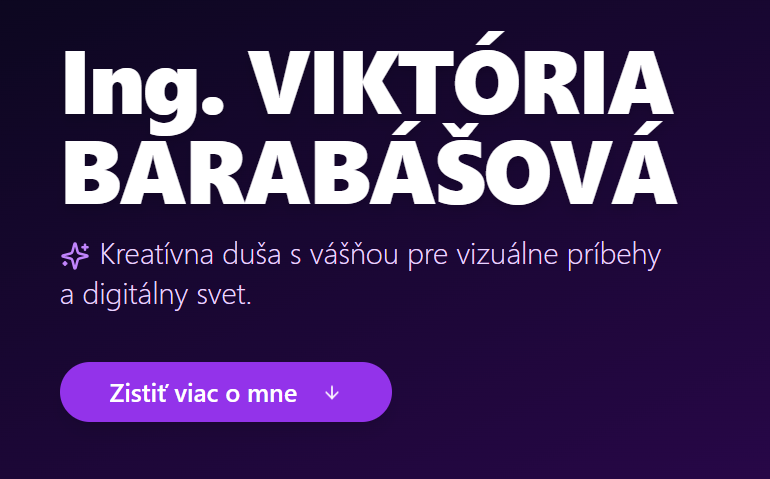 Ing. VIKTÓRIA
BARABÁŠOVÁ
Kreatívna duša s vášňou pre vizuálne príbehy
a digitálny svet.
Zistiť viac o mne